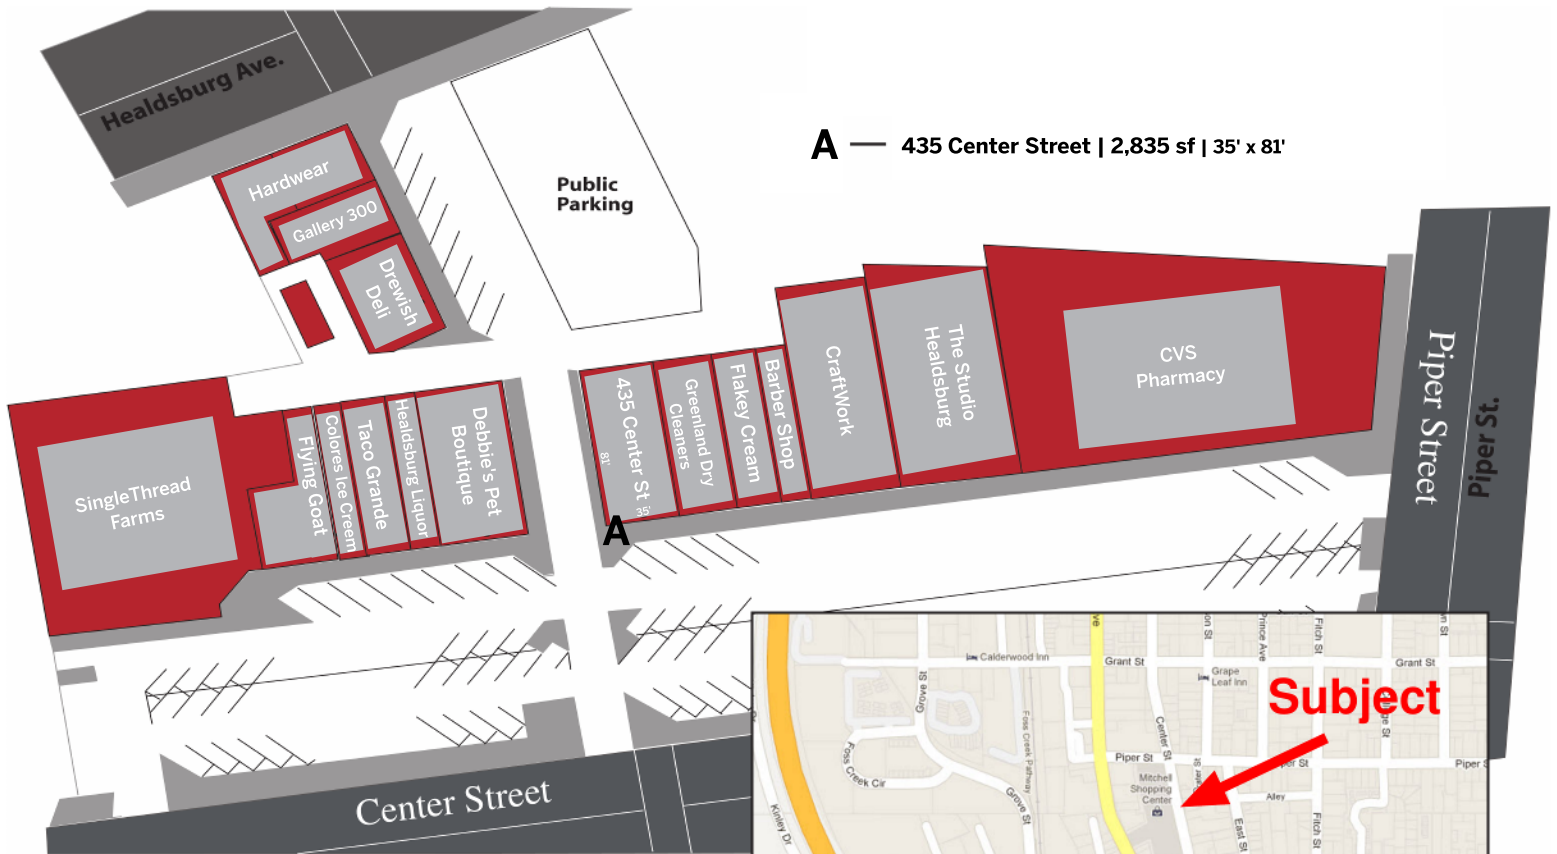 Healdsburg Ave.
Public
Parking
A — 435 Center Street | 2,835 sf | 35' x 81'
Hardwear
Gallery 300
Drewish
Deli
SingleThread
Farms
Flying Goat
Colores Ice Creem
Taco Grande
Healdsburg Liquor
Debbie's Pet
Boutique
435 Center St
81'
35'
A
Greenland Dry
Cleaners
Flakey Cream
Barber Shop
CraftWork
The Studio
Healdsburg
CVS
Pharmacy
Piper Street
Piper St.
Center Street
Calderwood Inn
Grant St
Grant St
Grape
Leaf Inn
Subject
Grove St
Foss Creek Cir
Foss Creek Pathway
Grove St
Kinley Dr
Center St
Piper St
Piper S
Mitchell
Shopping
Center
Alley
East St
Fitch St
Fitch St
Prince Ave